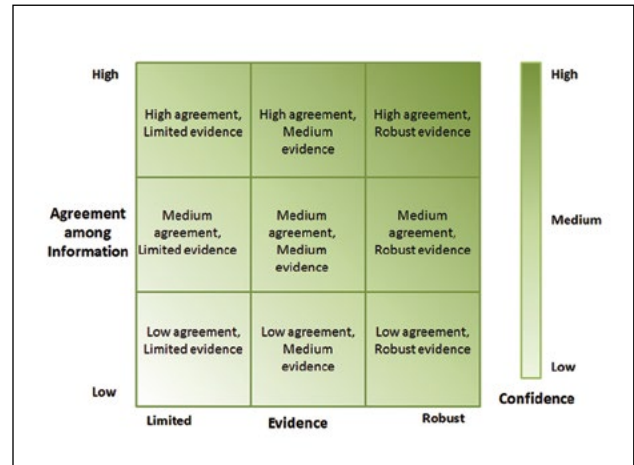 High
High agreement,
Limited evidence
High agreement,
Medium
evidence
High agreement,
Robust evidence
High
Agreement
among
Information
Medium
agreement,
Limited evidence
Medium
agreement,
Medium
evidence
Medium
agreement,
Robust evidence
Medium
Low agreement,
Limited evidence
Low agreement,
Medium
evidence
Low agreement,
Robust evidence
Low
Low
Confidence
Limited
Evidence
Robust